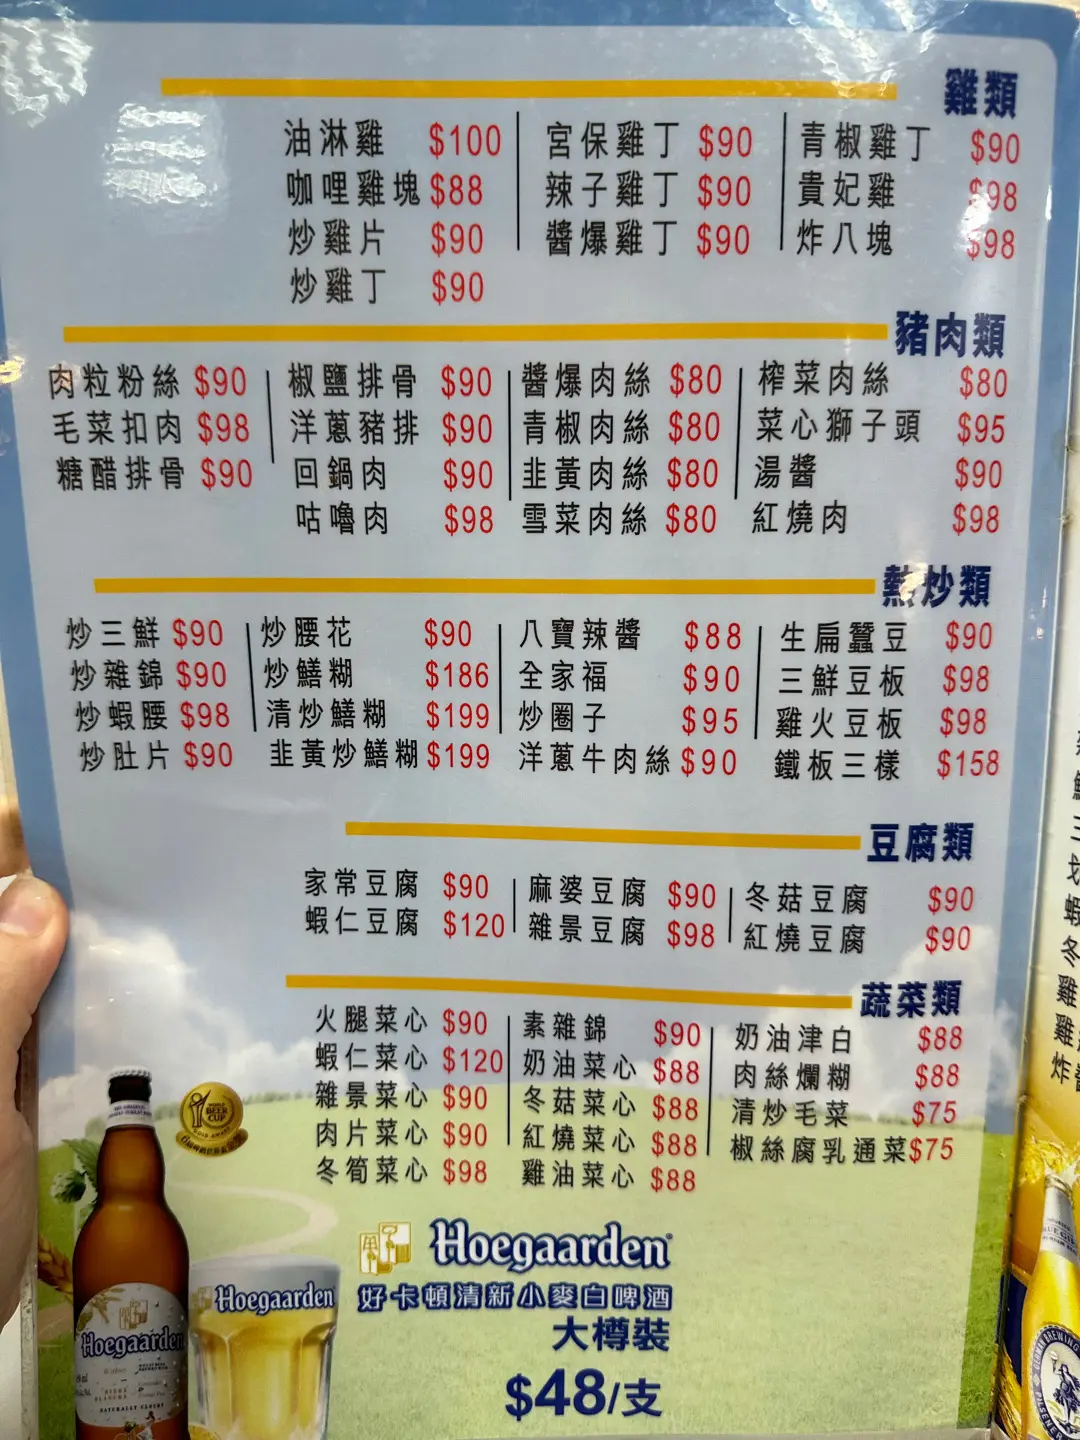 雞類
油淋雞 $100 宮保雞丁 $90 青椒雞丁 $90
咖哩雞塊 $88 辣子雞丁 $90 貴妃雞 $98
炒雞片 $90 醬爆雞丁 $90 炸八塊 $98
炒雞丁 $90
豬肉類
肉粒粉絲 $90 椒鹽排骨 $90 醬爆肉絲 $80 榨菜肉絲 $80
毛菜扣肉 $98 洋蔥豬排 $90 青椒肉絲 $80 菜心獅子頭 $95
糖醋排骨 $90 回鍋肉 $90 韭黃肉絲 $80 湯醬 $90
咕嚕肉 $98 雪菜肉絲 $80 紅燒肉 $98
熱炒類
炒三鮮 $90 炒腰花 $90 八寶辣醬 $88 生扁蠶豆 $90
炒雜錦 $90 炒鱔糊 $186 全家福 $90 三鮮豆板 $98
炒蝦腰 $98 清炒鱔糊 $199 炒圈子 $95 雞火豆板 $98
炒肚片 $90 韭黃炒鱔糊 $199 洋蔥牛肉絲 $90 鐵板三樣 $158
豆腐類
家常豆腐 $90 麻婆豆腐 $90 冬菇豆腐 $90
蝦仁豆腐 $120 雜景豆腐 $98 紅燒豆腐 $90
蔬菜類
火腿菜心 $90 素雜錦 $90 奶油津白 $88
蝦仁菜心 $120 奶油菜心 $88 肉絲爛糊 $88
雜景菜心 $90 冬菇菜心 $88 清炒毛菜 $75
肉片菜心 $90 紅燒菜心 $88 椒絲腐乳通菜 $75
冬筍菜心 $98 雞油菜心 $88
Hoegaarden
好卡頓清新小麥白啤酒
大樽裝
$48/支
Hoegaarden
Hoegaarden